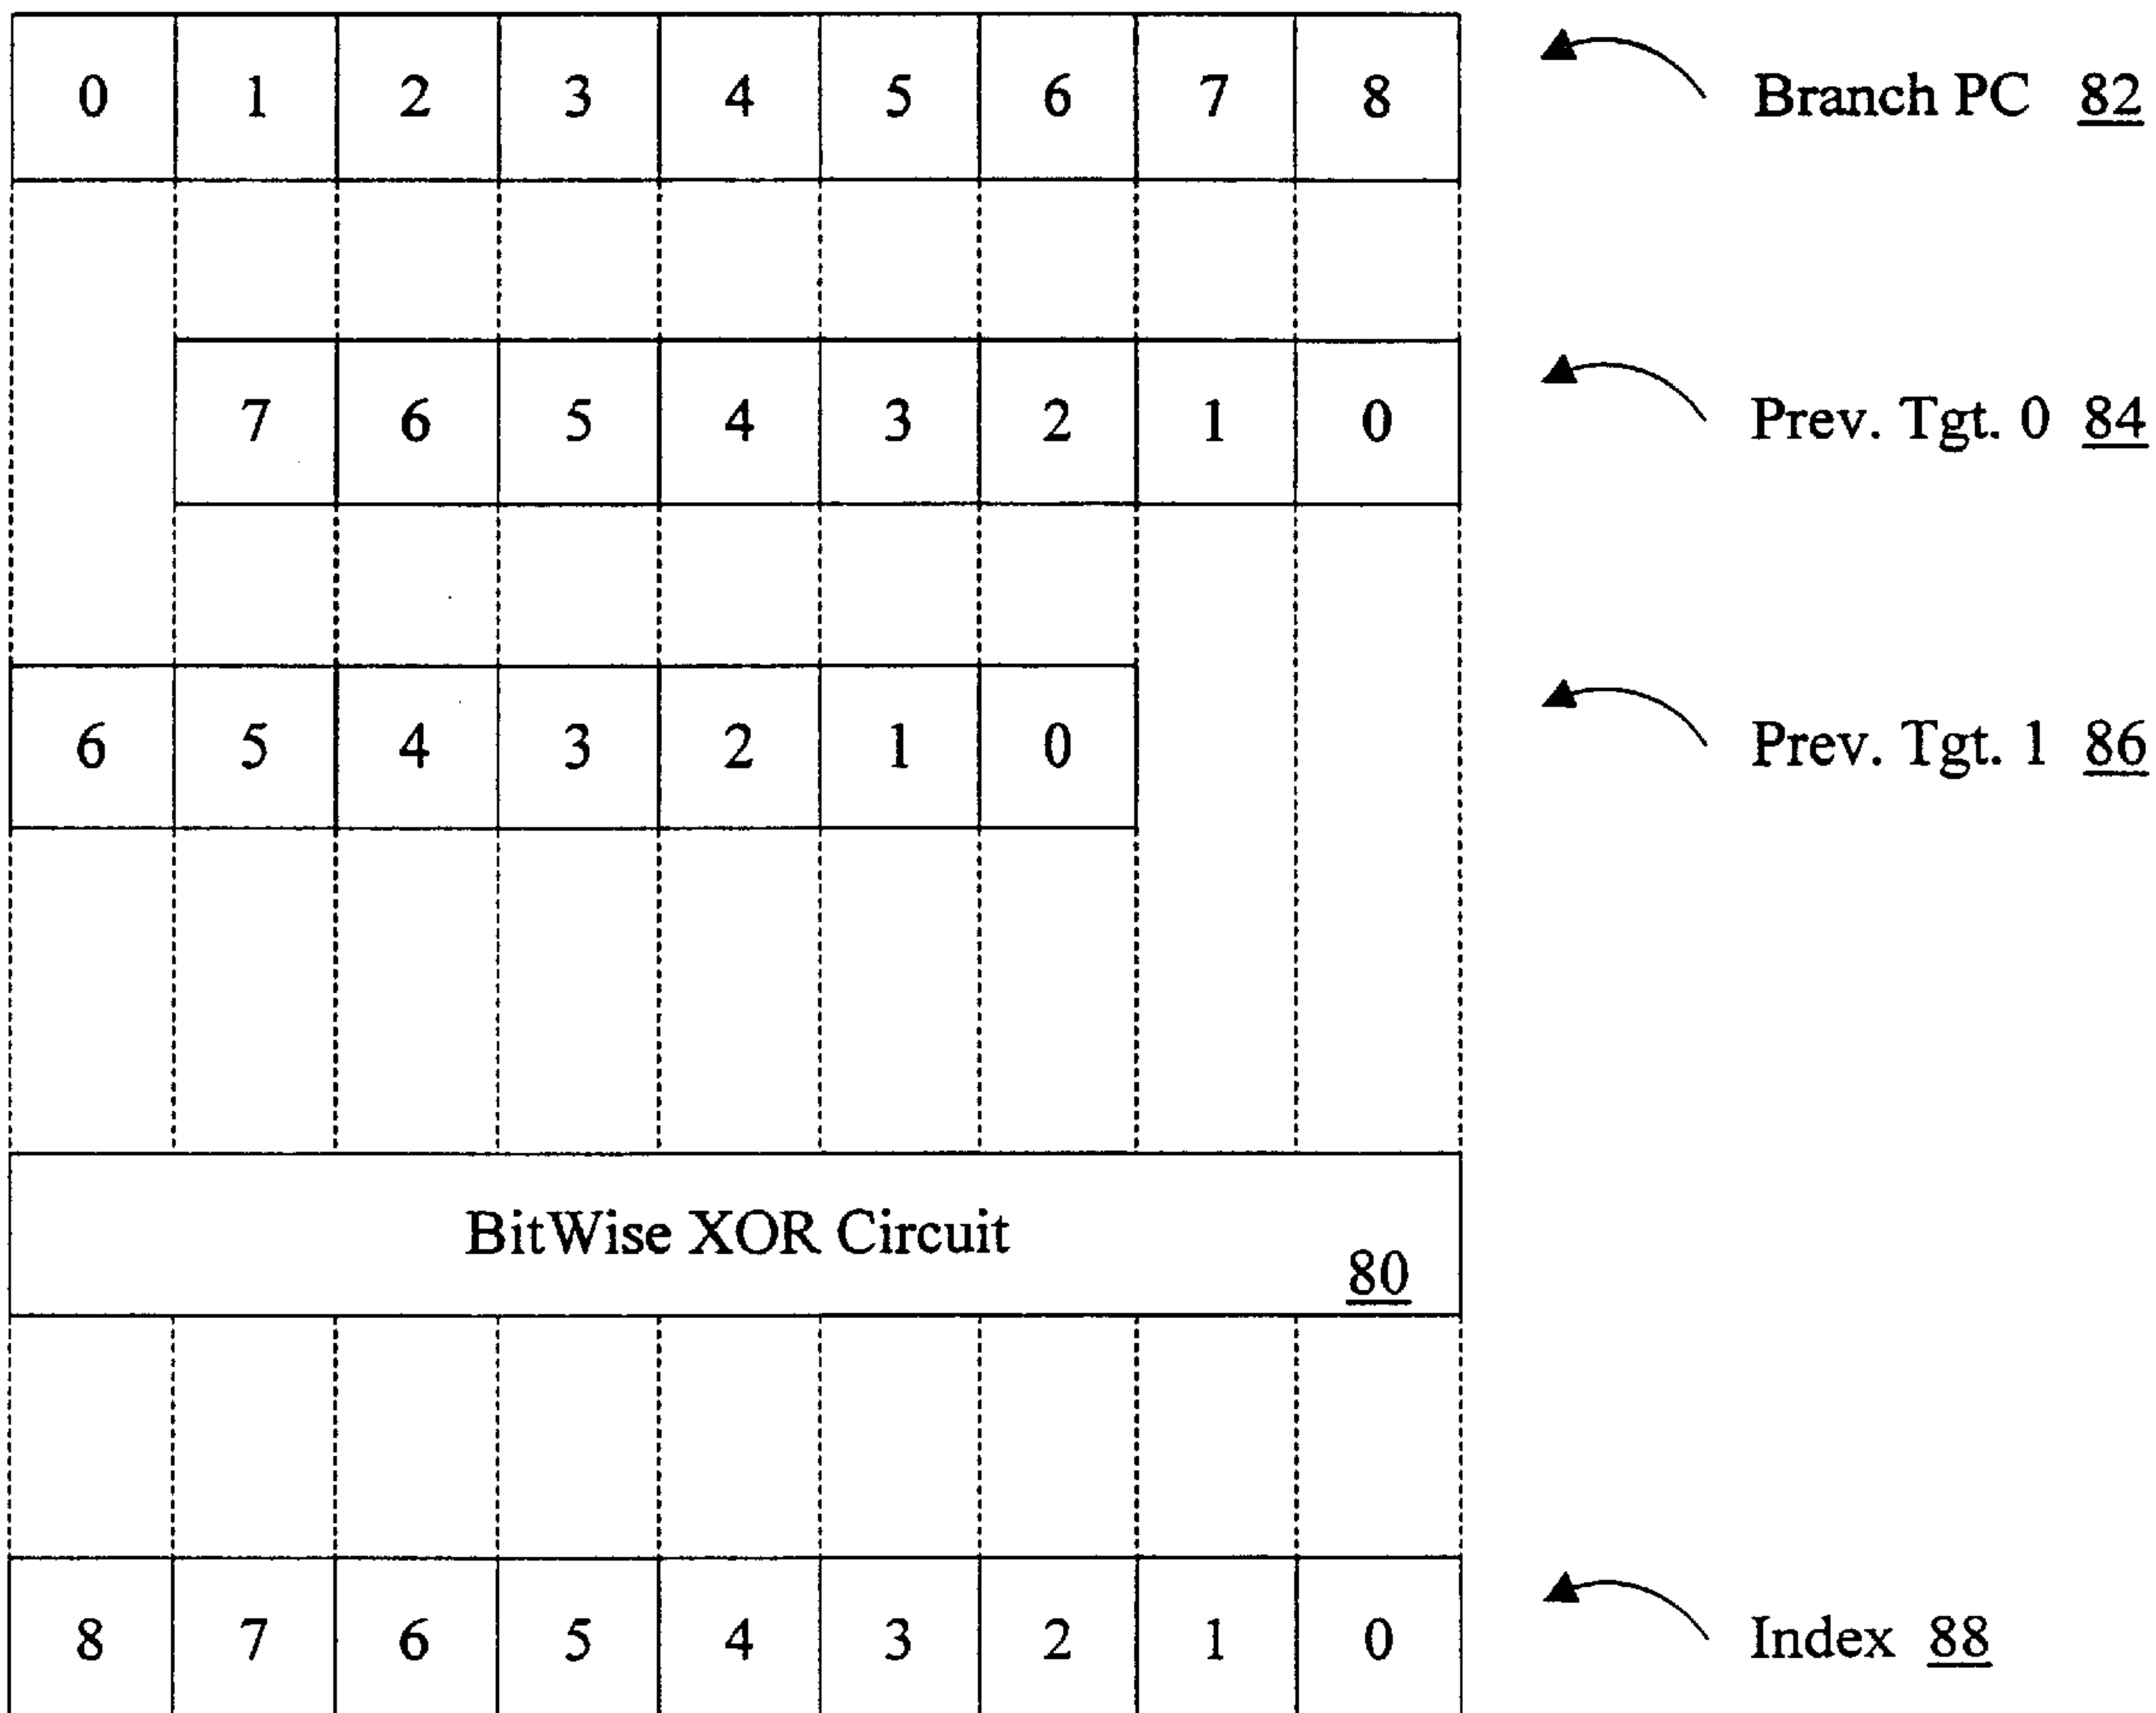 0 1 2 3 4 5 6 7 8 Branch PC 82
7 6 5 4 3 2 1 0 Prev. Tgt. 0 84
6 5 4 3 2 1 0 Prev. Tgt. 1 86
BitWise XOR Circuit 80
8 7 6 5 4 3 2 1 0 Index 88